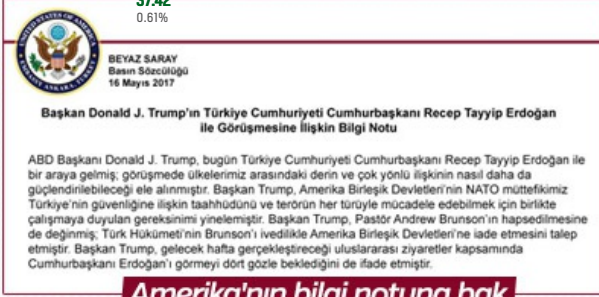 37.42
0.61%
BEYAZ SARAY
Basın Sözcülüğü
16 Mayıs 2017
Başkan Donald J. Trump'ın Türkiye Cumhuriyeti Cumhurbaşkanı Recep Tayyip Erdoğan
ile Görüşmesine İlişkin Bilgi Notu
ABD Başkanı Donald J. Trump, bugün Türkiye Cumhuriyeti Cumhurbaşkanı Recep Tayyip Erdoğan ile
bir araya gelmiş; görüşmede ülkelerimiz arasındaki derin ve çok yönlü ilişkinin nasıl daha da
güçlendirilebileceği ele alınmıştır. Başkan Trump, Amerika Birleşik Devletleri'nin NATO müttefikimiz
Türkiye'nin güvenliğine ilişkin taahhüdünü ve terörün her türüyle mücadele edebilmek için birlikte
çalışmaya duyulan gereksinimi yinelemiştir. Başkan Trump, Pastör Andrew Brunson'ın hapsedilmesine
de değinmiş; Türk Hükümeti'nin Brunson'ı ivedilikle Amerika Birleşik Devletleri'ne iade etmesini talep
etmiştir. Başkan Trump, gelecek hafta gerçekleştireceği uluslararası ziyaretler kapsamında
Cumhurbaşkanı Erdoğan'ı görmeyi dört gözle beklediğini de ifade etmiştir.
Amerika'nın bilgi notuna bak